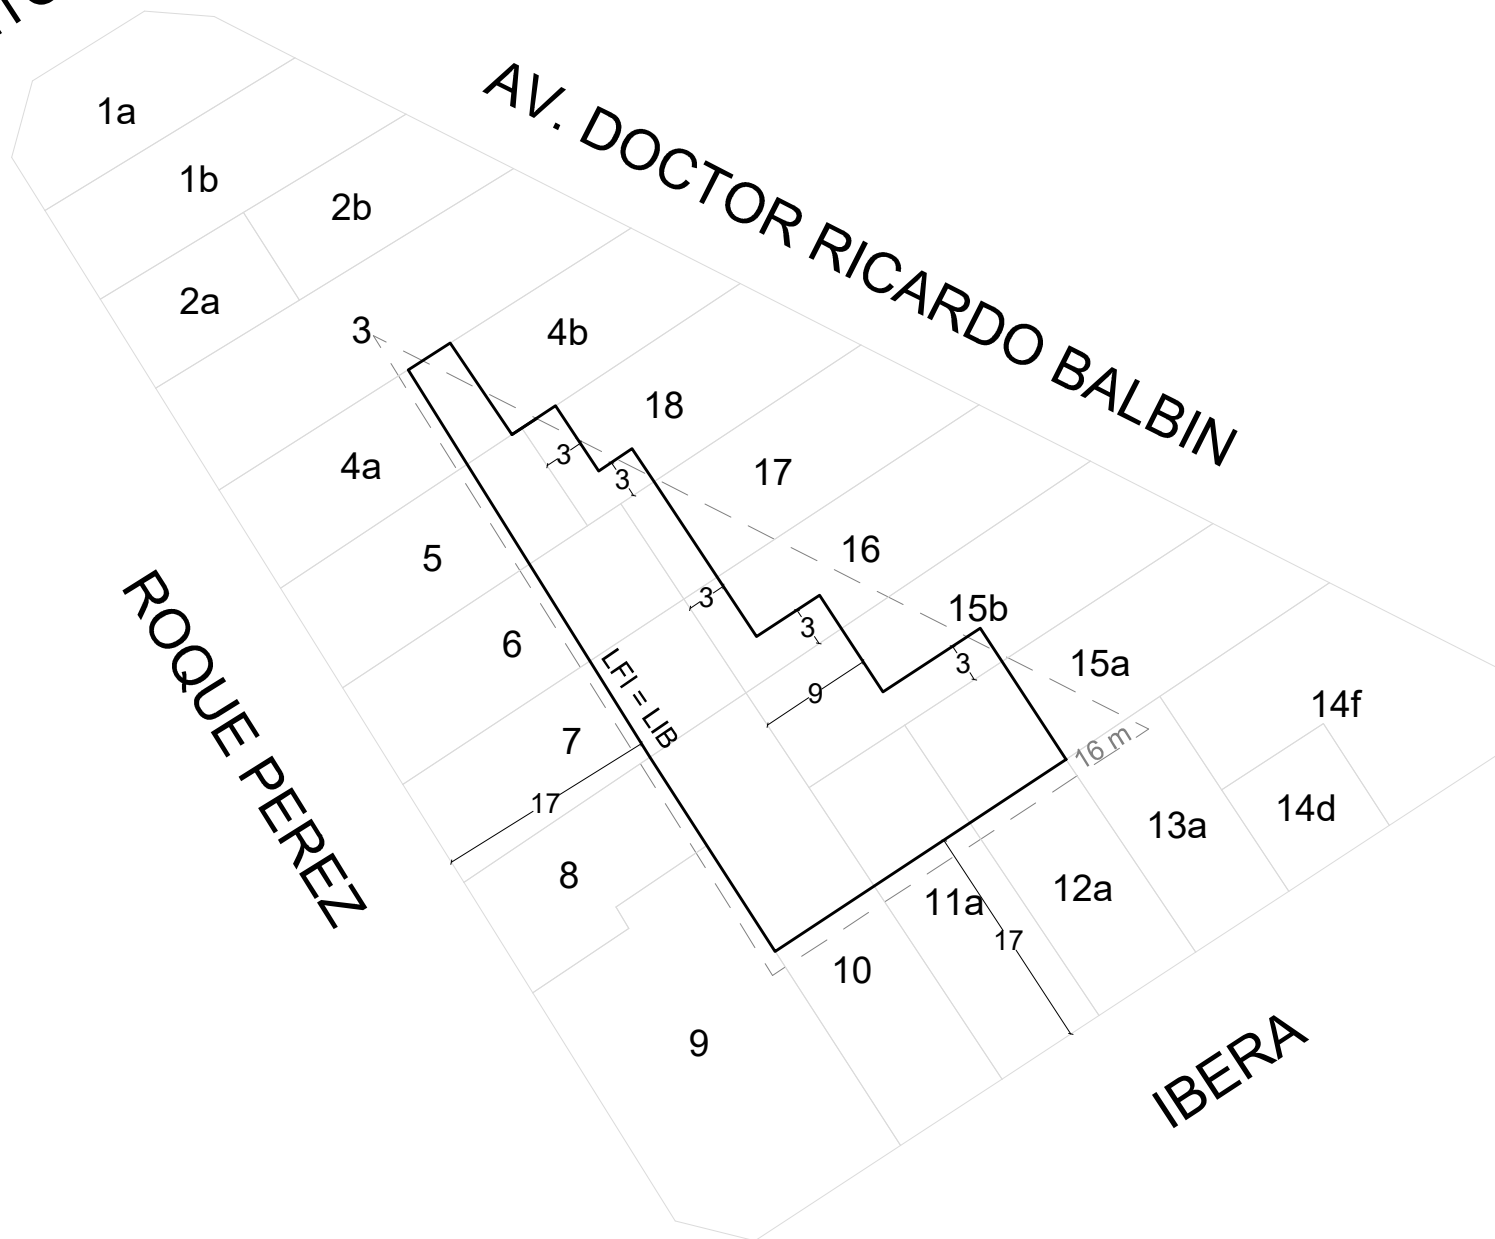 1a
AV. DOCTOR RICARDO BALBIN
1b
2b
2a
3
4b
18
4a
3
17
3
5
16
3
15b
3
6
3
15a
LFI = LIB
9
14f
7
16 m
17
14d
13a
ROQUE PEREZ
8
12a
11a
17
10
9
IBERA